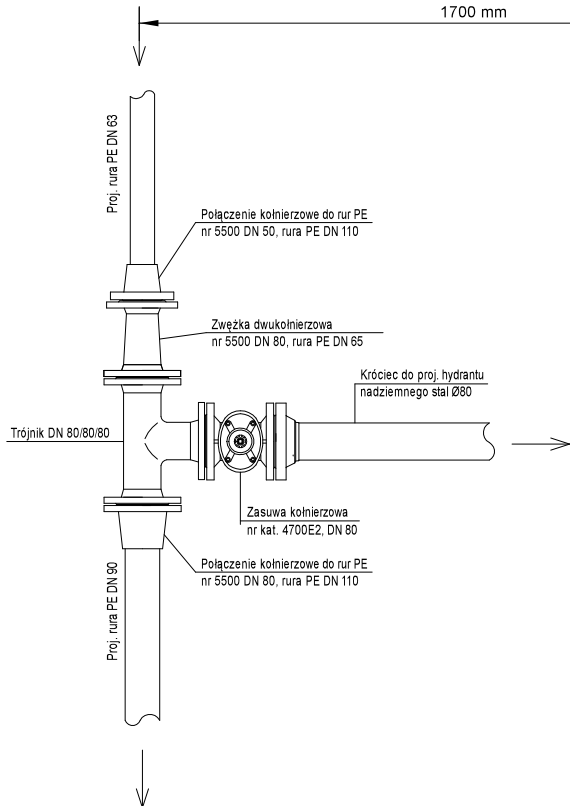 1700 mm
Proj. rura PE DN 63
Połączenie kołnierzowe do rur PE
nr 5500 DN 50, rura PE DN 110
Zwężka dwukołnierzowa
nr 5500 DN 80, rura PE DN 65
Króciec do proj. hydrantu
nadziemnego stal Ø80
Trójnik DN 80/80/80
Zasuwa kołnierzowa
nr kat. 4700E2, DN 80
Połączenie kołnierzowe do rur PE
nr 5500 DN 80, rura PE DN 110
Proj. rura PE DN 90